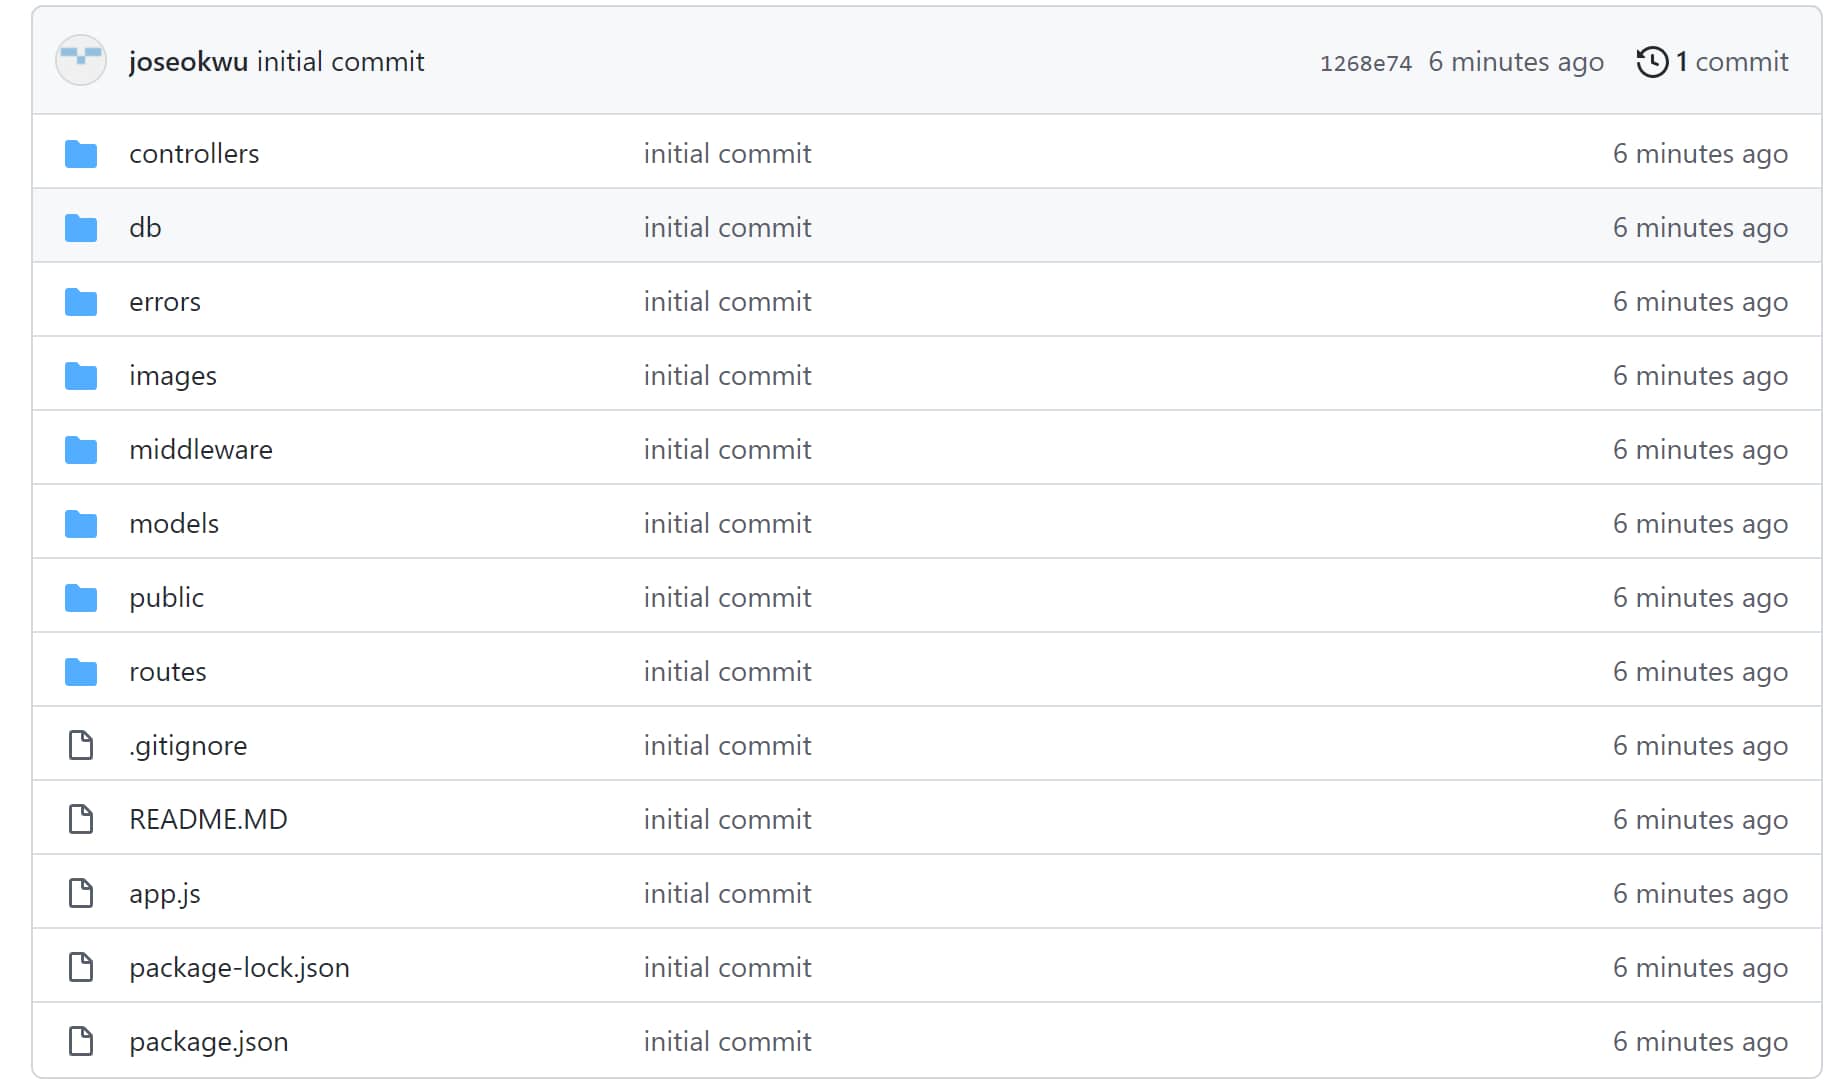 joseokwu initial commit 1268e74 6 minutes ago 1 commit
controllers initial commit 6 minutes ago
db initial commit 6 minutes ago
errors initial commit 6 minutes ago
images initial commit 6 minutes ago
middleware initial commit 6 minutes ago
models initial commit 6 minutes ago
public initial commit 6 minutes ago
routes initial commit 6 minutes ago
.gitignore initial commit 6 minutes ago
README.MD initial commit 6 minutes ago
app.js initial commit 6 minutes ago
package-lock.json initial commit 6 minutes ago
package.json initial commit 6 minutes ago